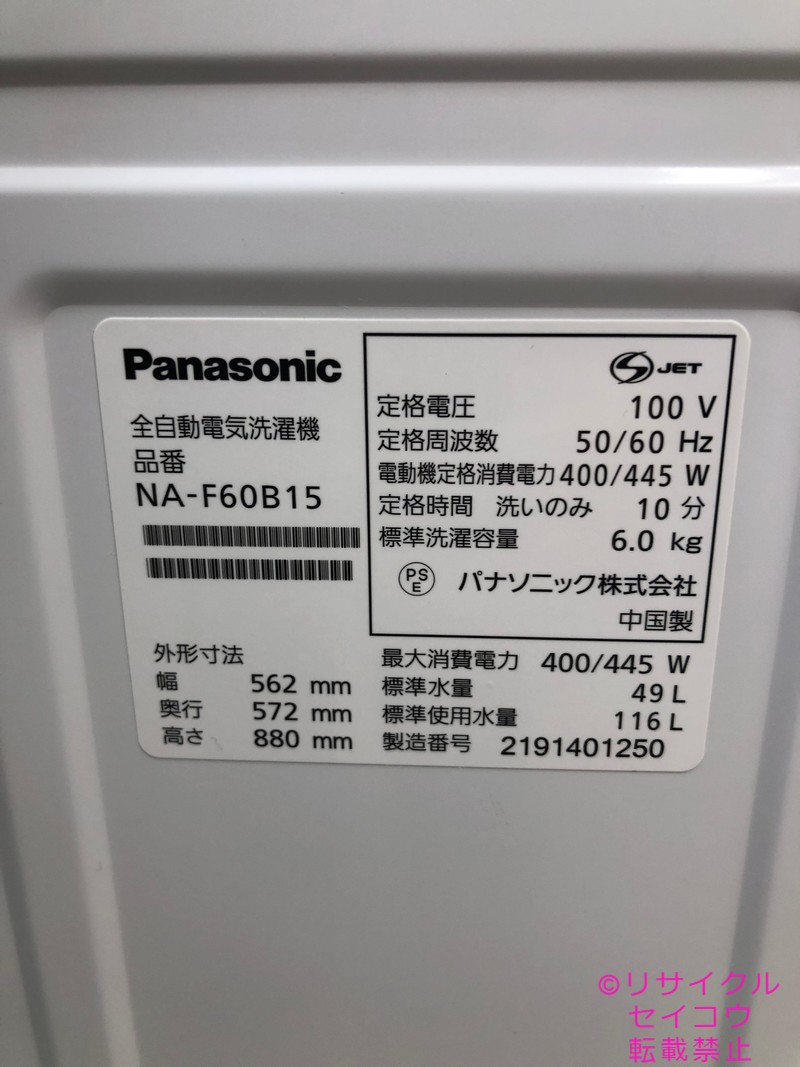 Panasonic
全自動電気洗濯機
品番
NA-F60B15
外形寸法
幅 562 mm
奥行 572 mm
高さ 880 mm
S JET
定格電圧 100 V
定格周波数 50/60 Hz
電動機定格消費電力 400/445 W
定格時間 洗いのみ 10 分
標準洗濯容量 6.0 kg
PS E パナソニック株式会社
中国製
最大消費電力 400/445 W
標準水量 49 L
標準使用水量 116 L
製造番号 2191401250
©リサイクル
セイコウ
転載禁止